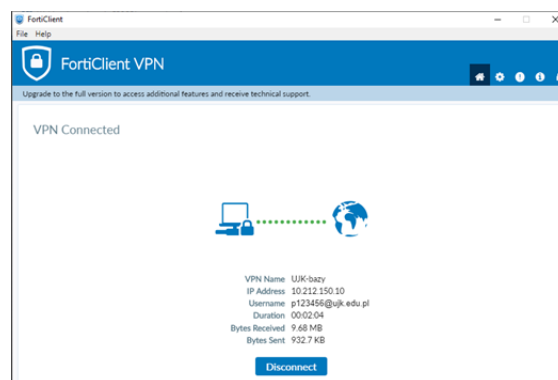 FortiClient
File Help
FortiClient VPN
Upgrade to the full version to access additional features and receive technical support.
VPN Connected
VPN Name UJK-bazy
IP Address 10.212.150.10
Username p123456@ujk.edu.pl
Duration 00:02:04
Bytes Received 9.68 MB
Bytes Sent 932.7 KB
Disconnect